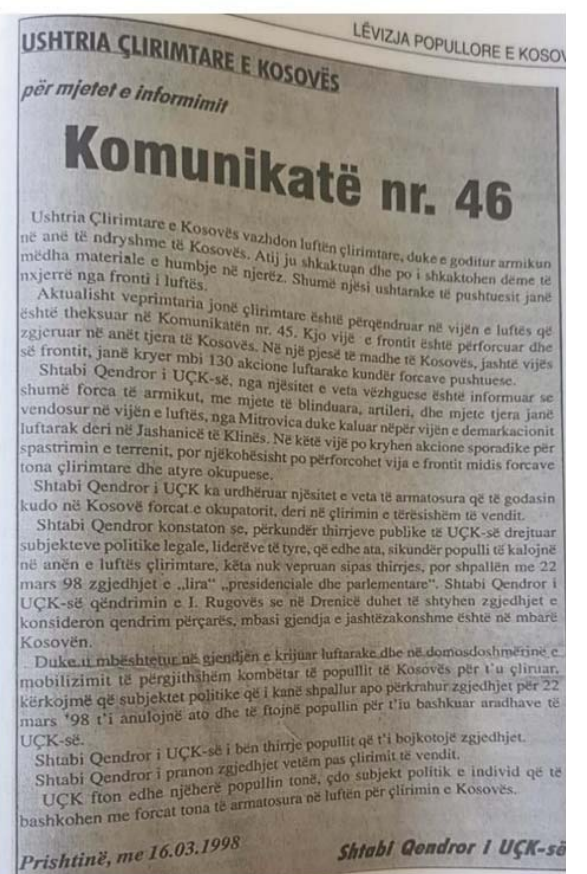 LËVIZJA POPULLORE E KOSOV
USHTRIA ÇLIRIMTARE E KOSOVËS
për mjetet e informimit
Komunikatë nr. 46
Ushtria Çlirimtare e Kosovës vazhdon luftën çlirimtare, duke e goditur armikun
në anë të ndryshme të Kosovës. Atij ju shkaktuan dhe po i shkaktohen dëme të
mëdha materiale e humbje në njerëz. Shumë njësi ushtarake të pushtuesit janë
nxjerrë nga fronti i luftës.
Aktualisht veprimtaria jonë çlirimtare është përqëndruar në vijën e luftës që
është theksuar në Komunikatën nr. 45. Kjo vijë e frontit është përforcuar dhe
zgjeruar në anët tjera të Kosovës. Në një pjesë të madhe të Kosovës, jashtë vijës
së frontit, janë kryer mbi 130 akcione luftarake kundër forcave pushtuese.
Shtabi Qendror i UÇK-së, nga njësitet e veta vëzhguese është informuar se
shumë forca të armikut, me mjete të blinduara, artileri, dhe mjete tjera janë
vendosur në vijën e luftës, nga Mitrovica duke kaluar nëpër vijën e demarkacionit
luftarak deri në Jashanicë të Klinës. Në këtë vijë po kryhen akcione sporadike për
spastrimin e terrenit, por njëkohësisht po përforcohet vija e frontit midis forcave
tona çlirimtare dhe atyre okupuese.
Shtabi Qendror i UÇK ka urdhëruar njësitet e veta të armatosura që të godasin
kudo në Kosovë forcat e okupatorit, deri në çlirimin e tërësishëm të vendit.
Shtabi Qendror konstaton se, përkundër thirrjeve publike të UÇK-së drejtuar
subjekteve politike legale, liderëve të tyre, që edhe ata, sikundër populli të kalojnë
në anën e luftës çlirimtare, këta nuk vepruan sipas thirrjes, por shpallën me 22
mars 98 zgjedhjet e „lira" „presidenciale dhe parlementare". Shtabi Qendror i
UÇK-së qëndrimin e I. Rugovës se në Drenicë duhet të shtyhen zgjedhjet e
konsideron qendrim përçarës, mbasi gjendja e jashtëzakonshme është në mbarë
Kosovën.
Duke u mbështetur në gjendjën e krijuar luftarake dhe në domosdoshmërinë e
mobilizimit të përgjithshëm kombëtar të popullit të Kosovës për t'u çliruar,
kërkojmë që subjektet politike që i kanë shpallur apo përkrahur zgjedhjet për 22
mars '98 t'i anulojnë ato dhe të ftojnë popullin për t'iu bashkuar aradhave të
UÇK-së.
Shtabi Qendror i UÇK-së i bën thirrje popullit që t'i bojkotojë zgjedhjet.
Shtabi Qendror i pranon zgjedhjet vetëm pas çlirimit të vendit.
UÇK fton edhe njëherë popullin tonë, çdo subjekt politik e individ që të
bashkohen me forcat tona të armatosura në luftën për çlirimin e Kosovës.
Prishtinë, me 16.03.1998
Shtabi Qendror i UÇK-së